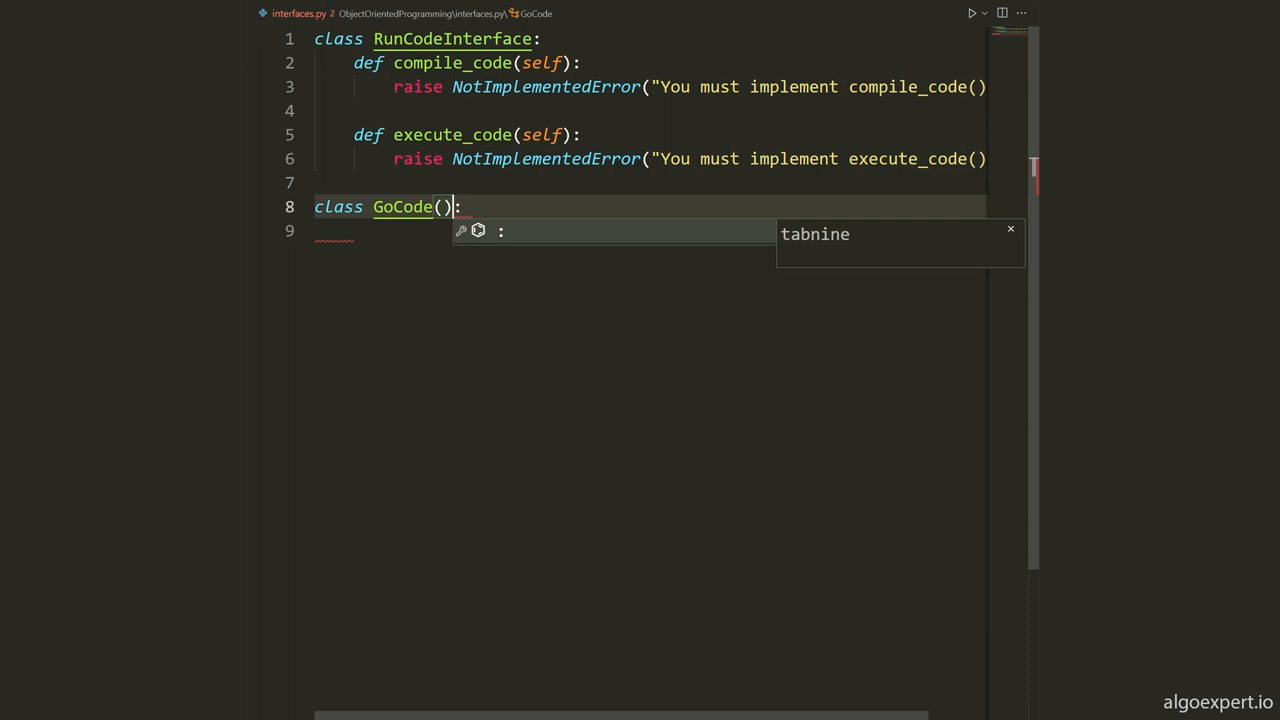 interfaces.py 2 ObjectOrientedProgramming\interfaces.py\GoCode
1 class RunCodeInterface:
2     def compile_code(self):
3         raise NotImplementedError("You must implement compile_code()
4
5     def execute_code(self):
6         raise NotImplementedError("You must implement execute_code()
7
8 class GoCode():
9
:
tabnine ×
algoexpert.io